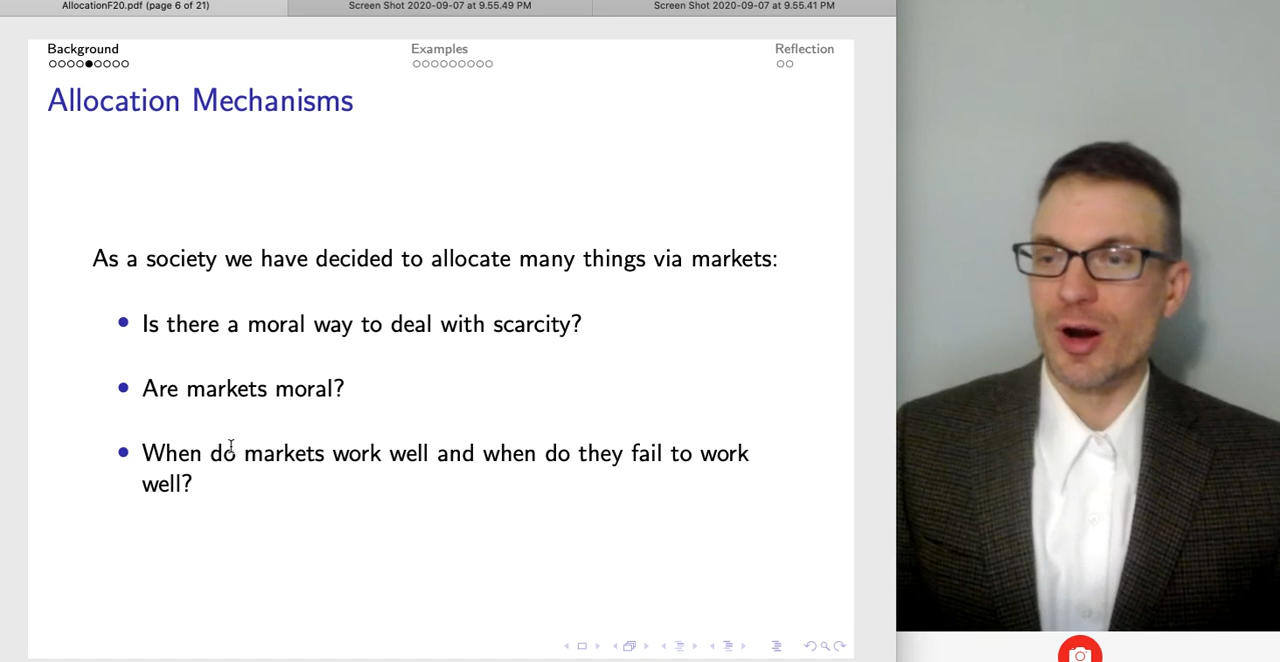 AllocationF20.pdf (page 6 of 21)
Screen Shot 2020-09-07 at 9.55.49 PM
Screen Shot 2020-09-07 at 9.55.41 PM
Background
Examples
Reflection
Allocation Mechanisms
As a society we have decided to allocate many things via markets:
Is there a moral way to deal with scarcity?
Are markets moral?
When do markets work well and when do they fail to work
well?